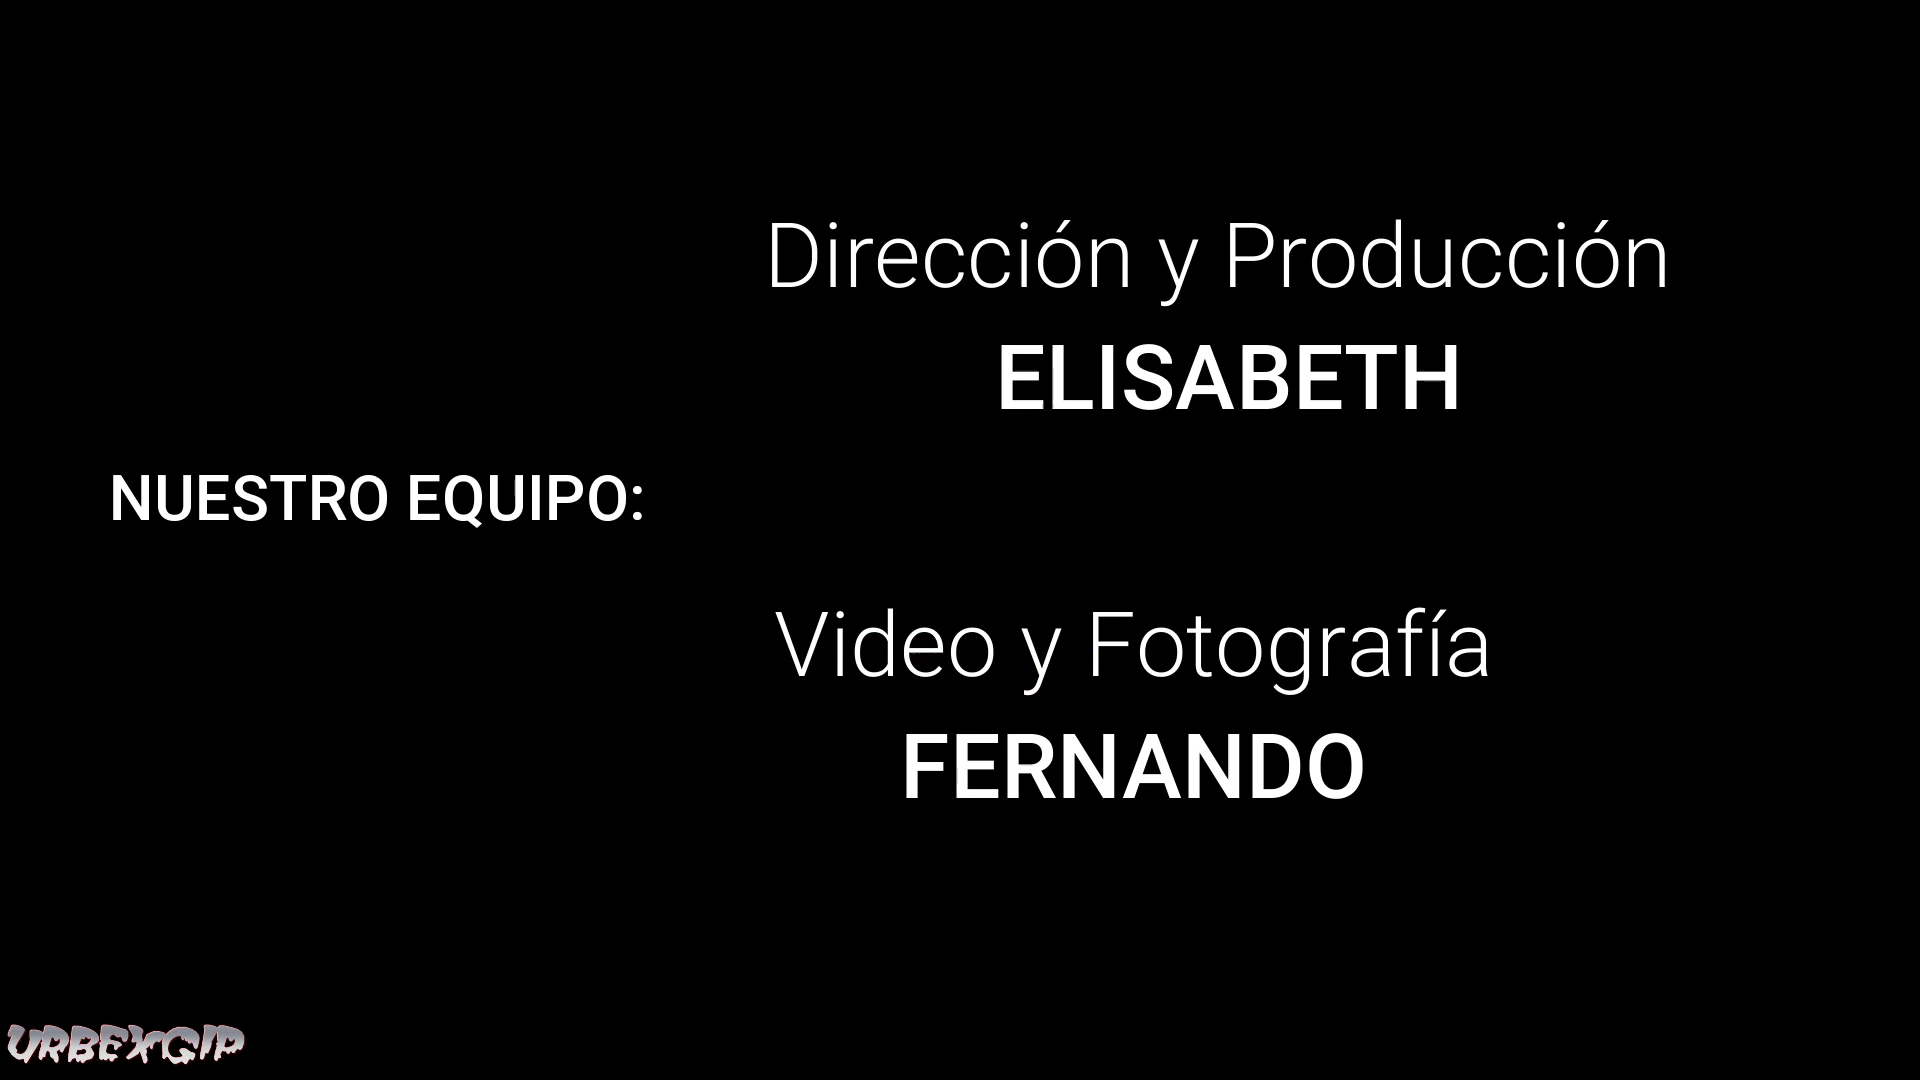 Dirección y Producción
ELISABETH
NUESTRO EQUIPO:
Video y Fotografía
FERNANDO
URBEXGIP